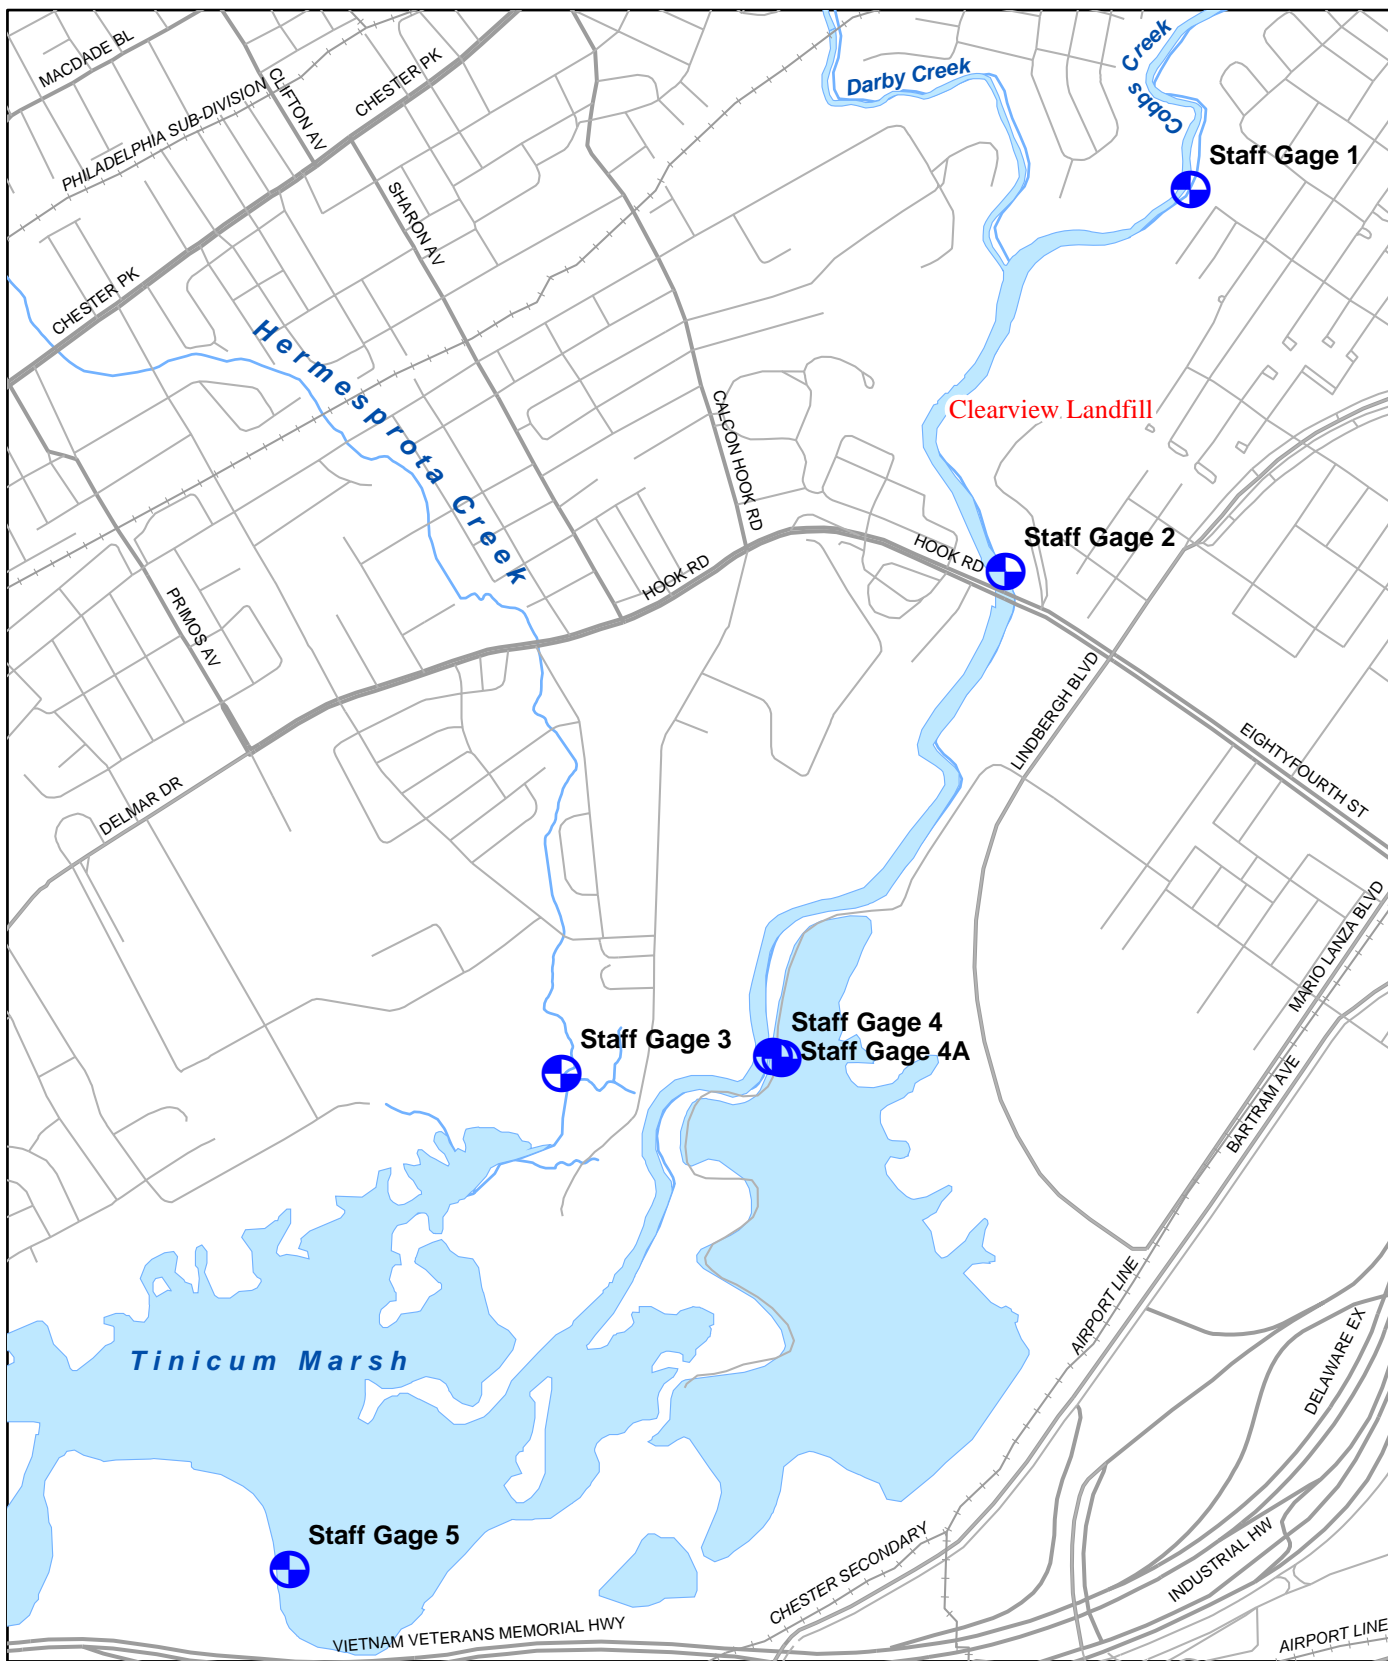 MACDADE BL
CLIFTON AV
CHESTER PK
PHILADELPHIA SUB-DIVISION
Darby Creek
Cobbs Creek
Staff Gage 1
SHARON AV
CHESTER PK
Hermesprota Creek
Clearview Landfill
CALCON HOOK RD
Staff Gage 2
HOOK RD
HOOK RD
PRIMOS AV
LINDBERGH BLVD
EIGHTYFOURTH ST
DELMAR DR
MARIO LANZA BLVD
Staff Gage 4
Staff Gage 3
Staff Gage 4A
BARTRAM AVE
AIRPORT LINE
Tinicum Marsh
DELAWARE EX
Staff Gage 5
INDUSTRIAL HW
CHESTER SECONDARY
VIETNAM VETERANS MEMORIAL HWY
AIRPORT LINE